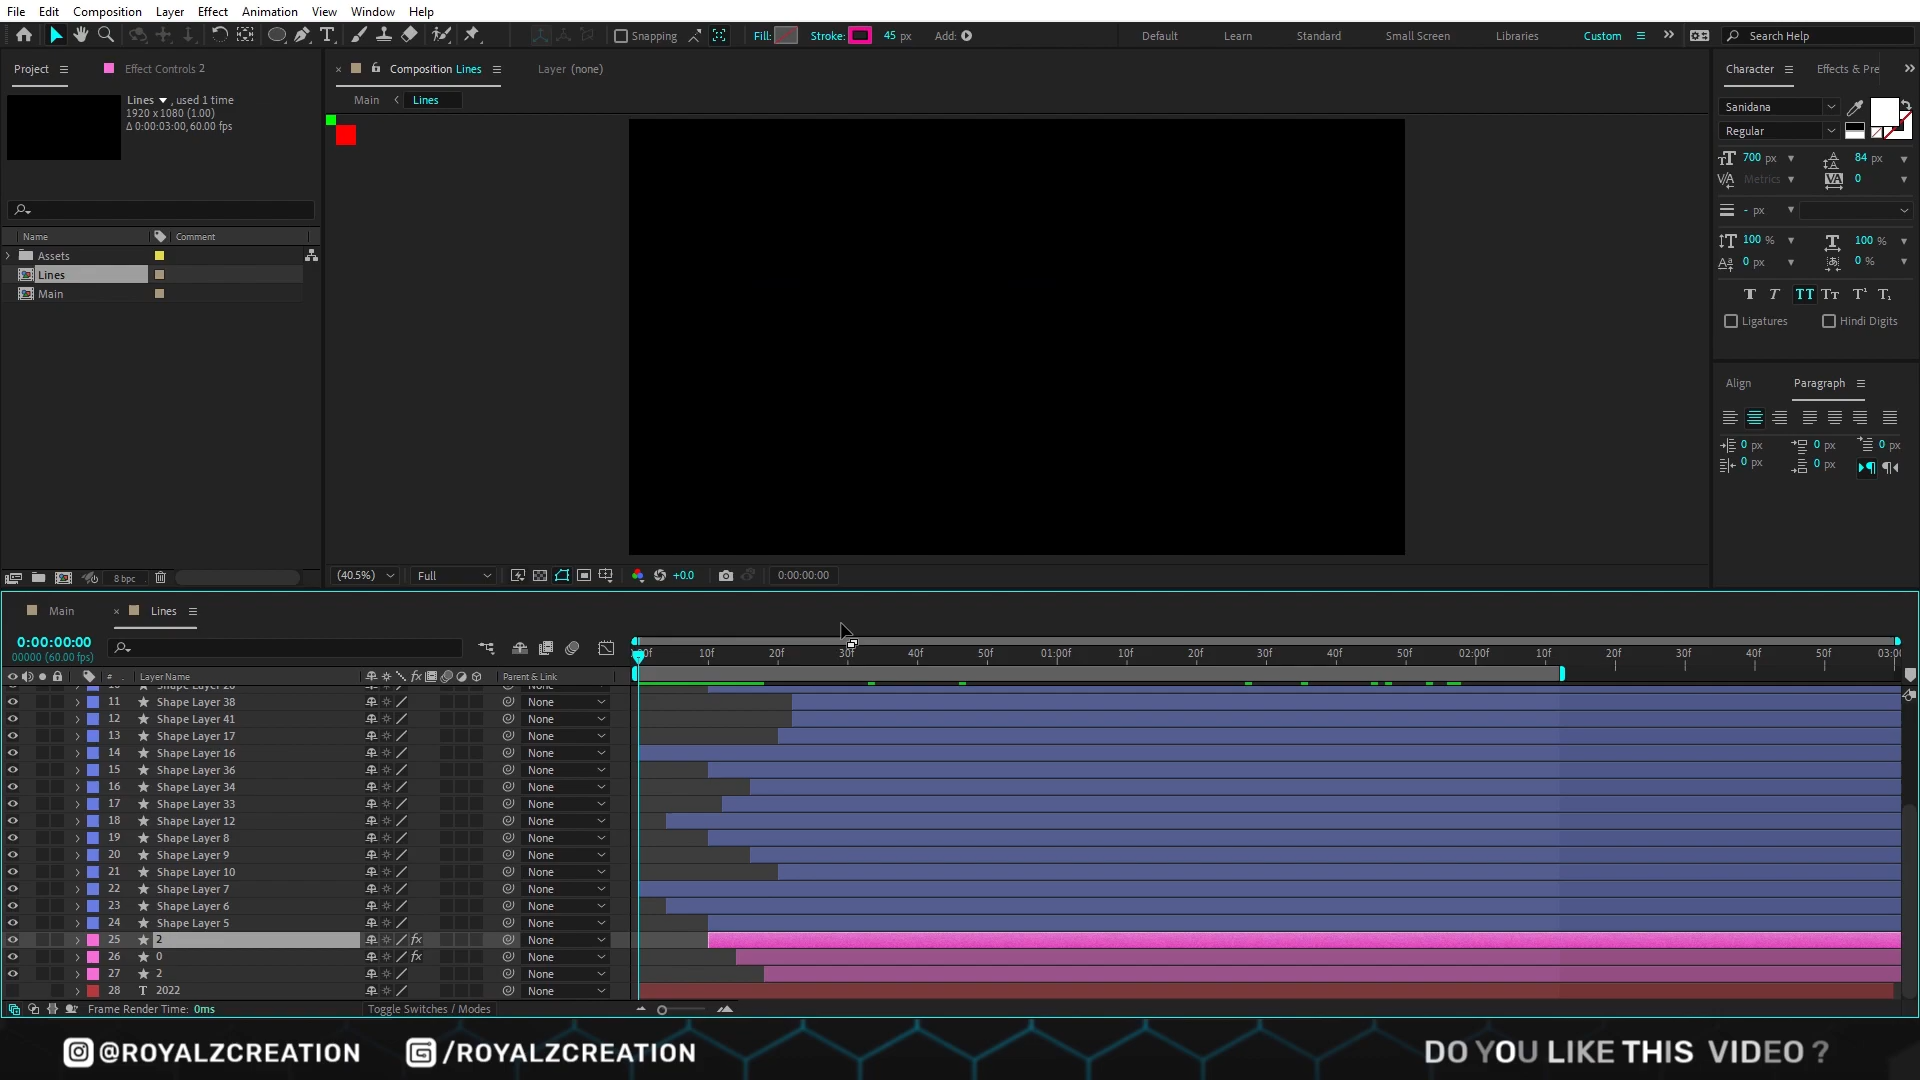 File Edit Composition Layer Effect Animation View Window Help
Snapping Fill: Stroke: 45 px Add: Default Learn Standard Small Screen Libraries Custom Search Help
Project Effect Controls 2 Composition Lines Layer (none) Character Effects & Pre
Lines , used 1 time
1920 x 1080 (1.00)
Δ 0:00:03:00, 60.00 fps
Main Lines
Sanidana
Regular
700 px 84 px
Metrics 0
- px
100 % 100 %
0 px 0 %
Ligatures Hindi Digits
Name Comment
Assets
Lines
Main
Align Paragraph
0 px 0 px 0 px
0 px 0 px
8 bpc (40.5%) Full +0.0 0:00:00:00
Main Lines
0:00:00:00
00000 (60.00 fps)
10f 20f 30f 40f 50f 01:00f 10f 20f 30f 40f 50f 02:00f 10f 20f 30f 40f 50f 03:00
# Layer Name Parent & Link
Shape Layer 28 None
11 Shape Layer 38 None
12 Shape Layer 41 None
13 Shape Layer 17 None
14 Shape Layer 16 None
15 Shape Layer 36 None
16 Shape Layer 34 None
17 Shape Layer 33 None
18 Shape Layer 12 None
19 Shape Layer 8 None
20 Shape Layer 9 None
21 Shape Layer 10 None
22 Shape Layer 7 None
23 Shape Layer 6 None
24 Shape Layer 5 None
25 2 fx None
26 0 fx None
27 2 None
28 T 2022 None
Frame Render Time: 0ms Toggle Switches / Modes
@ROYALZCREATION /ROYALZCREATION DO YOU LIKE THIS VIDEO ?